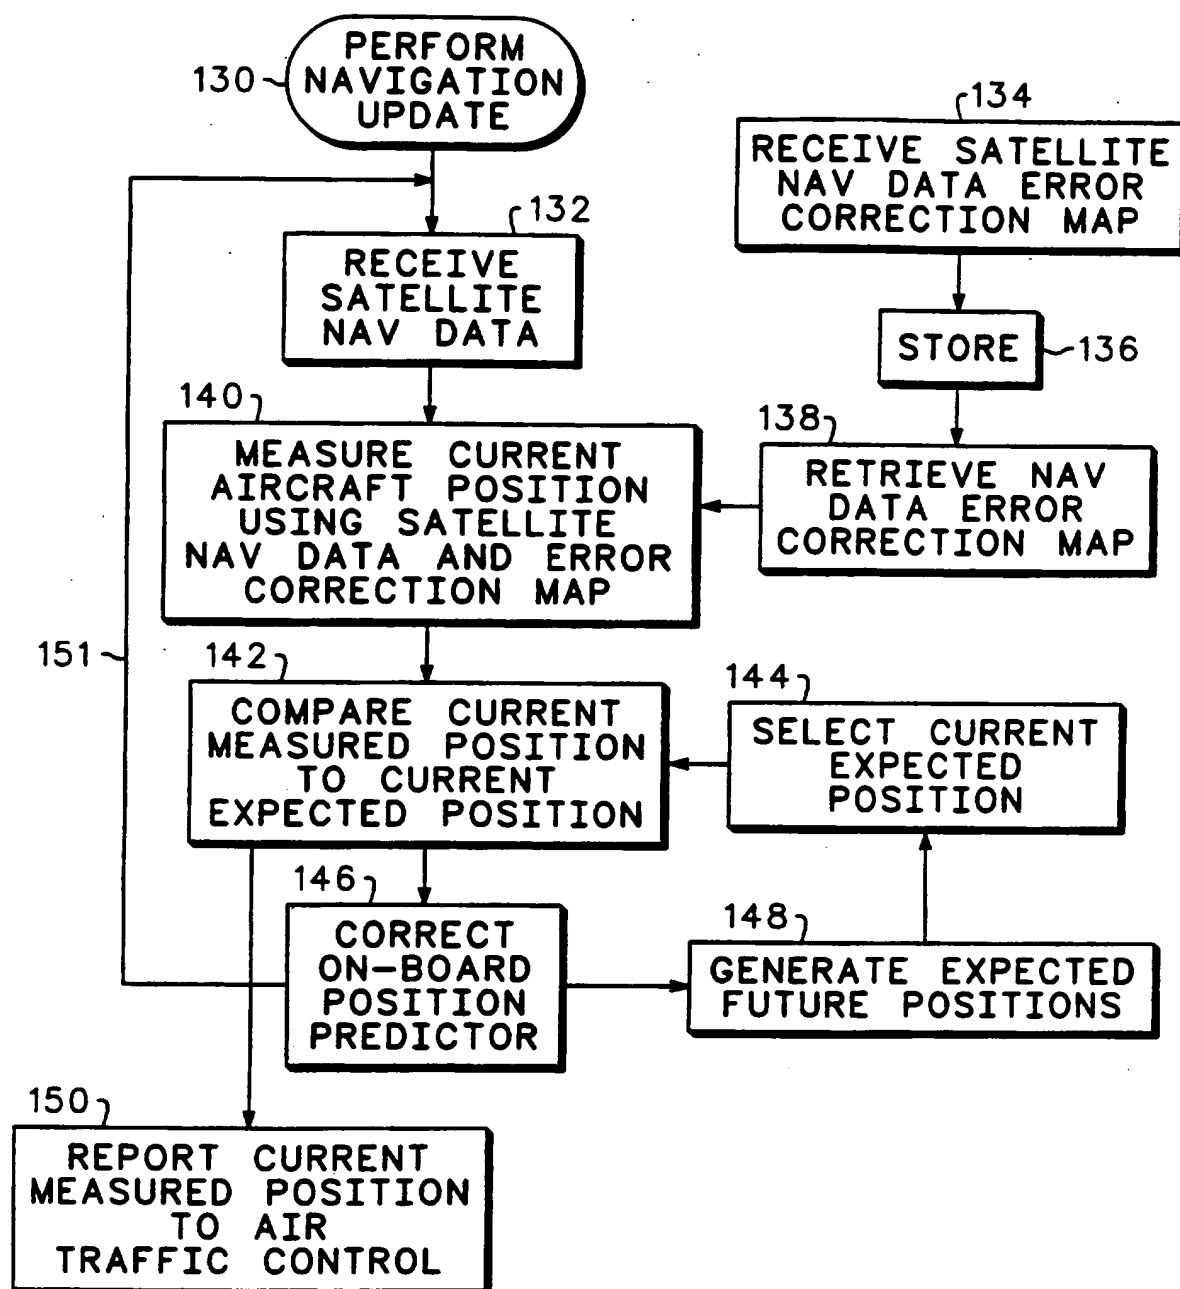 130
PERFORM
NAVIGATION
UPDATE
134
RECEIVE SATELLITE
NAV DATA ERROR
CORRECTION MAP
132
RECEIVE
SATELLITE
NAV DATA
STORE
136
140
MEASURE CURRENT
AIRCRAFT POSITION
USING SATELLITE
NAV DATA AND ERROR
CORRECTION MAP
138
RETRIEVE NAV
DATA ERROR
CORRECTION MAP
151
142
COMPARE CURRENT
MEASURED POSITION
TO CURRENT
EXPECTED POSITION
144
SELECT CURRENT
EXPECTED
POSITION
146
CORRECT
ON-BOARD
POSITION
PREDICTOR
148
GENERATE EXPECTED
FUTURE POSITIONS
150
REPORT CURRENT
MEASURED POSITION
TO AIR
TRAFFIC CONTROL